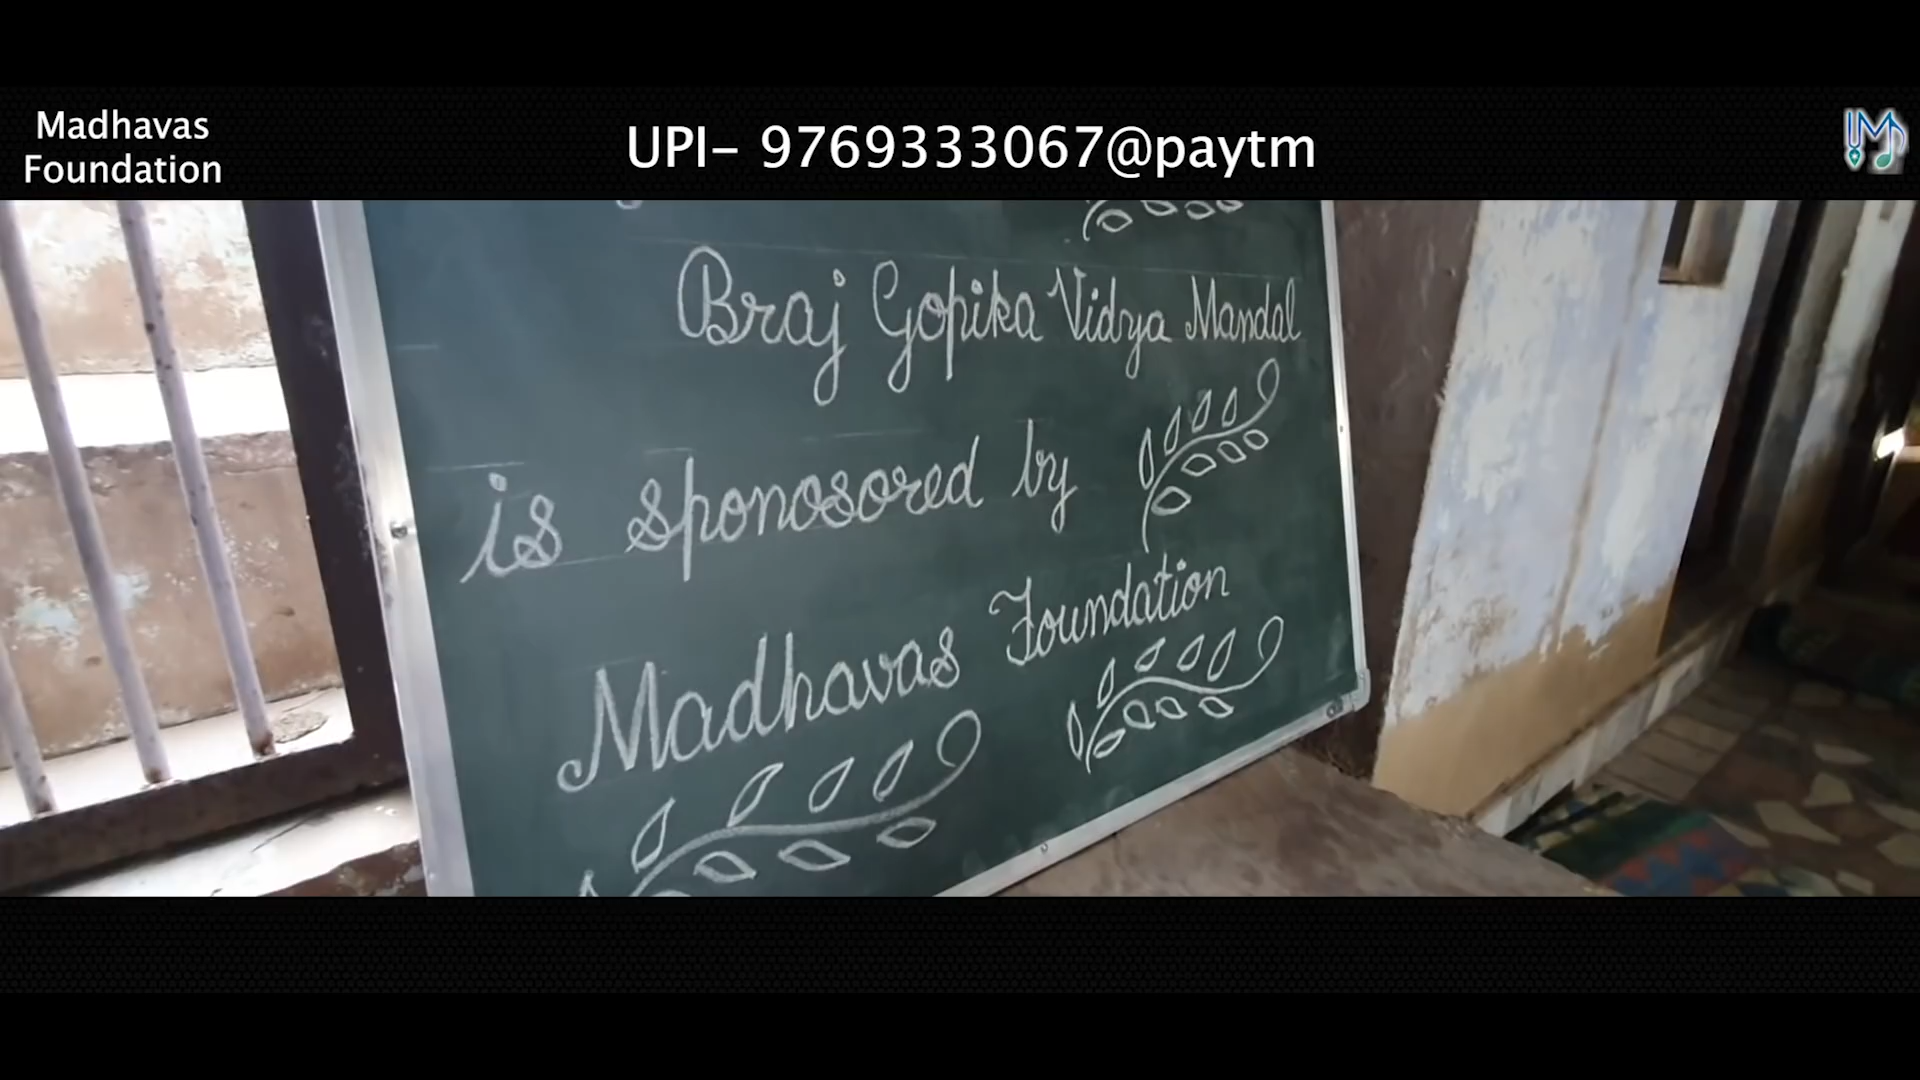 Madhavas
Foundation
UPI- 9769333067@paytm
Braj Gopika Vidya Mandal
is sponosored by
Madhavas Foundation